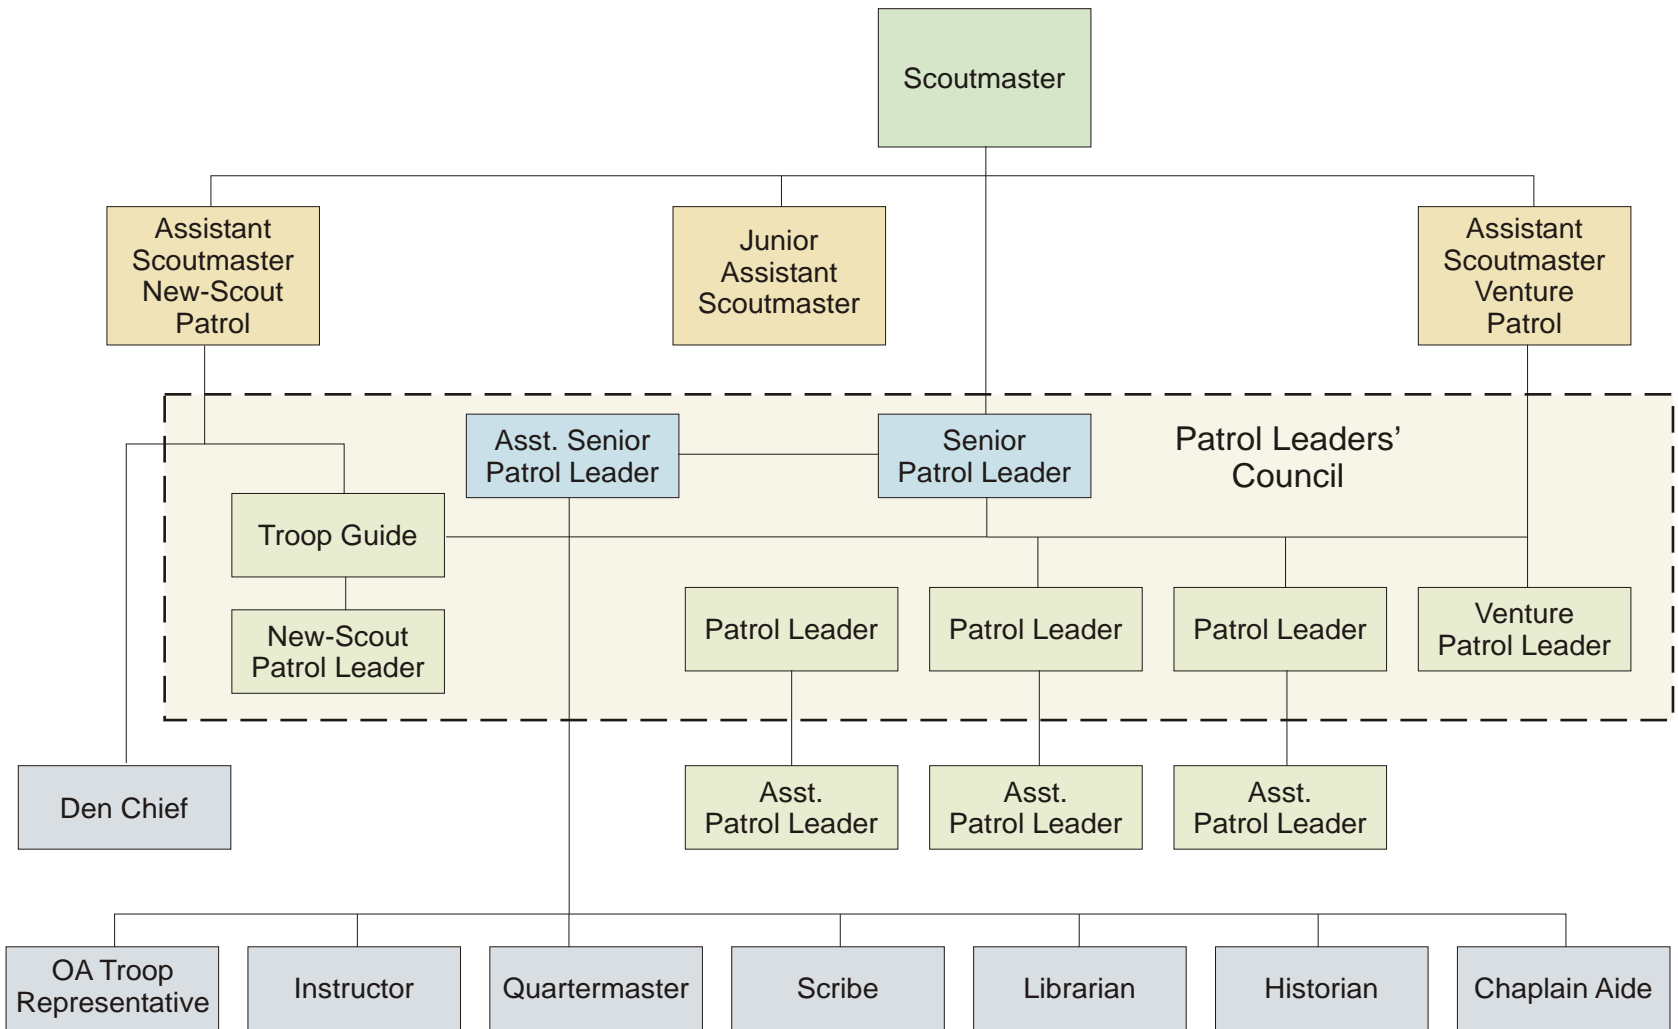 Scoutmaster
Assistant
Scoutmaster
New-Scout
Patrol
Junior
Assistant
Scoutmaster
Assistant
Scoutmaster
Venture
Patrol
Asst. Senior
Patrol Leader
Senior
Patrol Leader
Patrol Leaders’
Council
Troop Guide
New-Scout
Patrol Leader
Patrol Leader
Patrol Leader
Patrol Leader
Venture
Patrol Leader
Den Chief
Asst.
Patrol Leader
Asst.
Patrol Leader
Asst.
Patrol Leader
OA Troop
Representative
Instructor
Quartermaster
Scribe
Librarian
Historian
Chaplain Aide